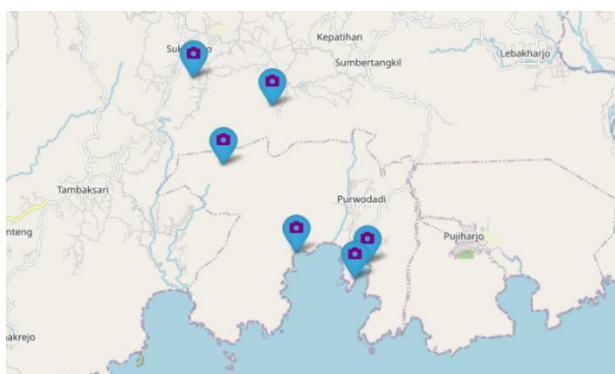 Kepatihan
Sumbertangkil
Lebakharjo
Tambaksari
Purwodadi
Pujiharjo